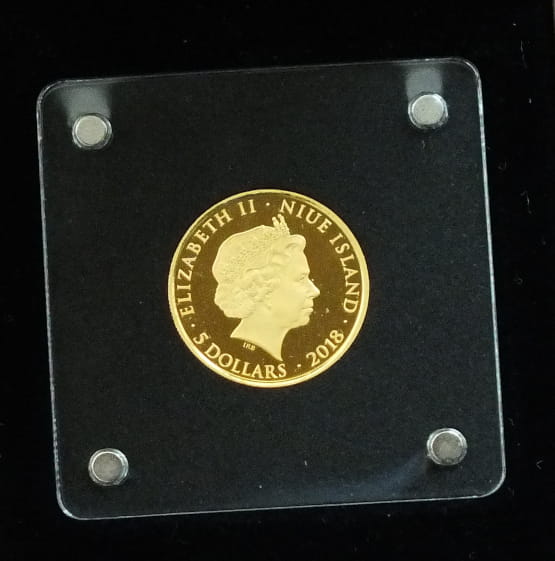 ELIZABETH II · NIUE ISLAND
· 5 DOLLARS · 2018 ·
IRB